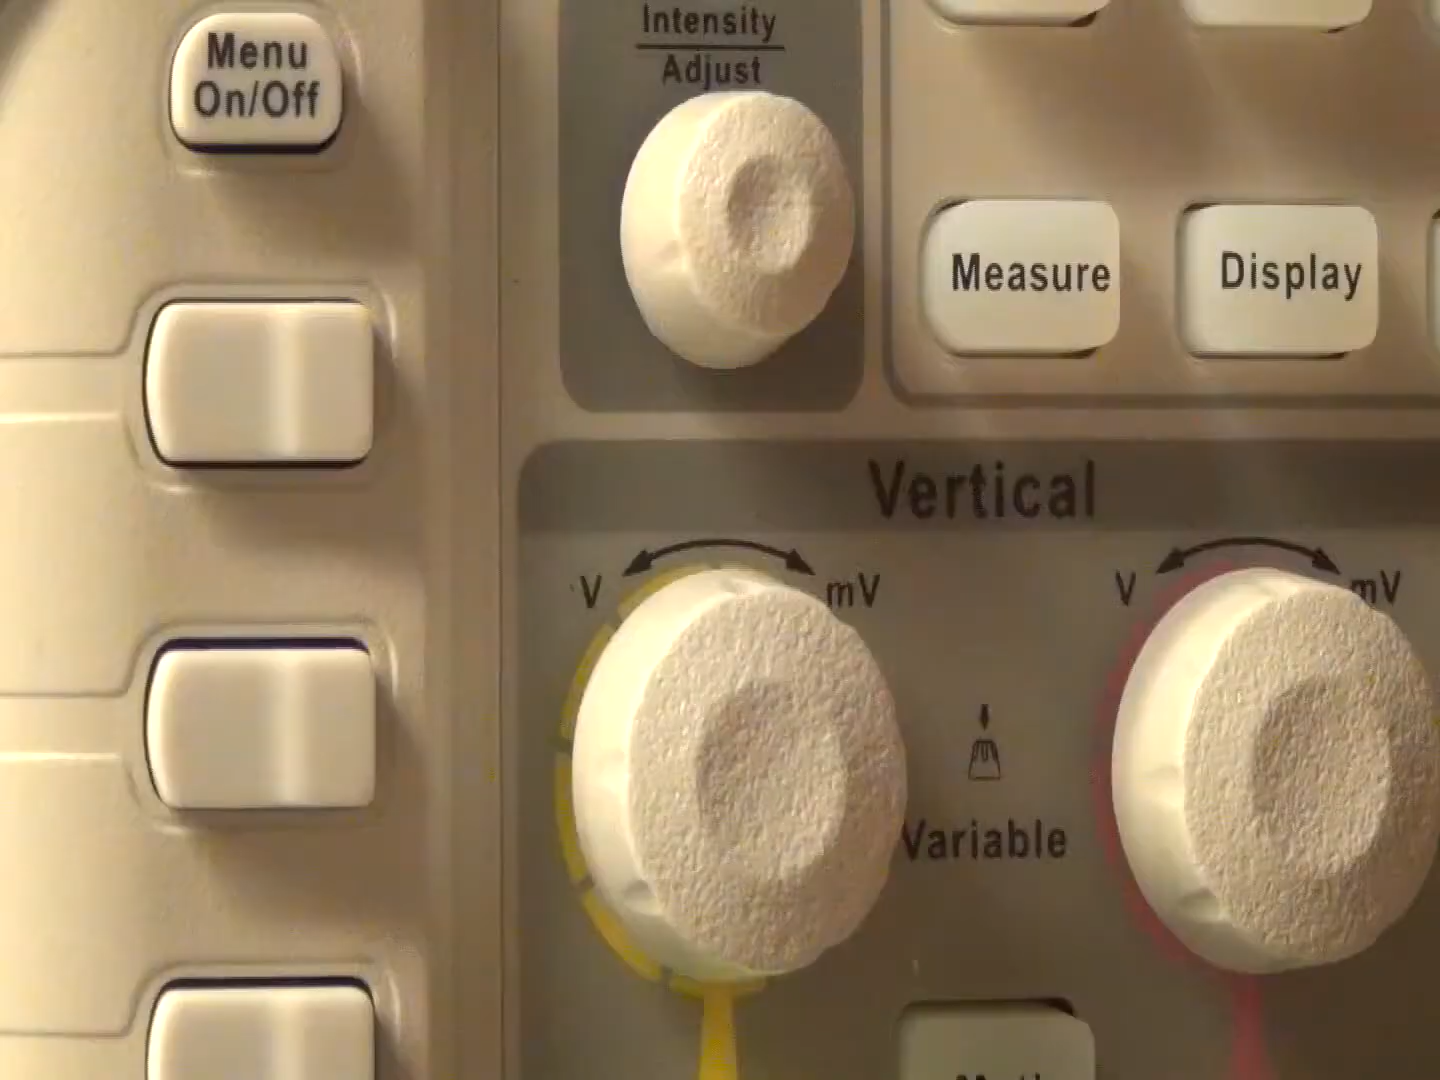 Menu
On/Off
Intensity
Adjust
Measure
Display
Vertical
V
mV
V
mV
Variable